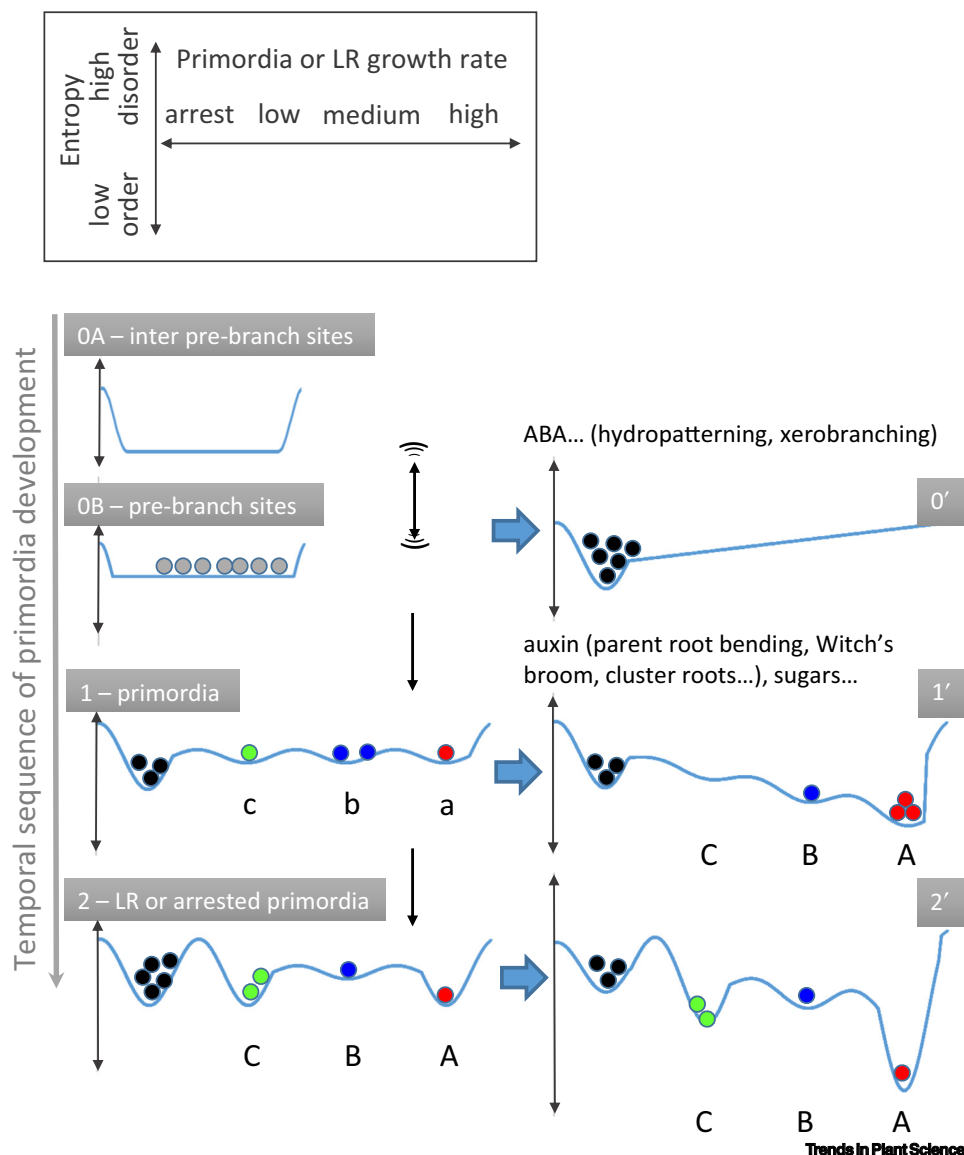 Primordia or LR growth rate
arrest low medium high
Entropy
high
disorder
low
order
Temporal sequence of primordia development
0A – inter pre-branch sites
0B – pre-branch sites
ABA... (hydropatterning, xerobranching)
0′
1 – primordia
c b a
auxin (parent root bending, Witch's
broom, cluster roots...), sugars...
1′
C B A
2 – LR or arrested primordia
C B A
2′
C B A
Trends in Plant Science